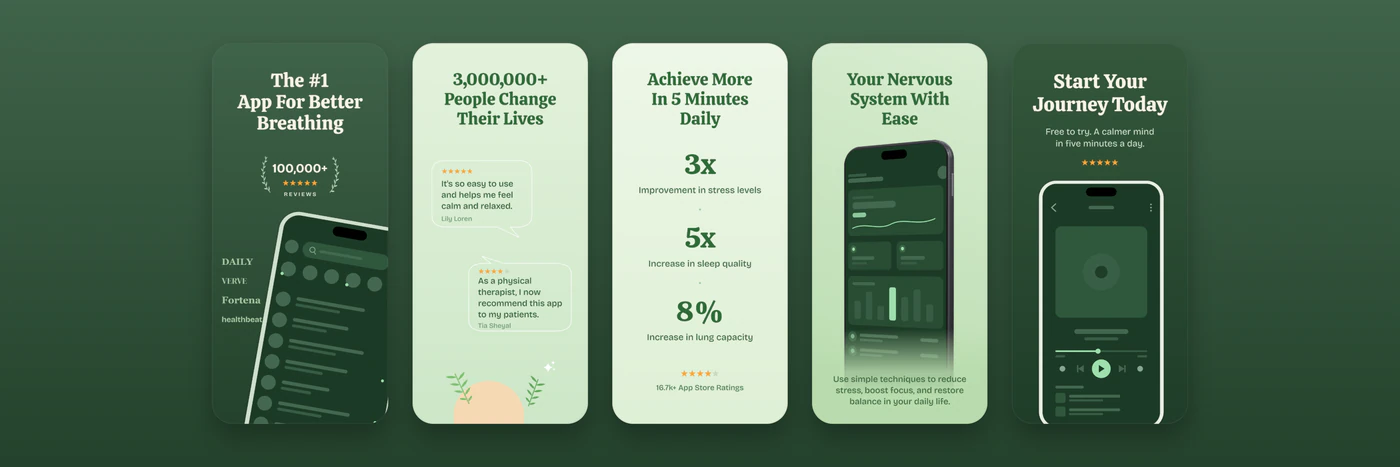 The #1
App For Better
Breathing
100,000+
REVIEWS
DAILY
VERVE
Fortena
healthbeat
3,000,000+
People Change
Their Lives
It's so easy to use
and helps me feel
calm and relaxed.
Lily Loren
As a physical
therapist, I now
recommend this app
to my patients.
Tia Sheyal
Achieve More
In 5 Minutes
Daily
3x
Improvement in stress levels
5x
Increase in sleep quality
8%
Increase in lung capacity
16.7k+ App Store Ratings
Your Nervous
System With
Ease
Use simple techniques to reduce
stress, boost focus, and restore
balance in your daily life.
Start Your
Journey Today
Free to try. A calmer mind
in five minutes a day.